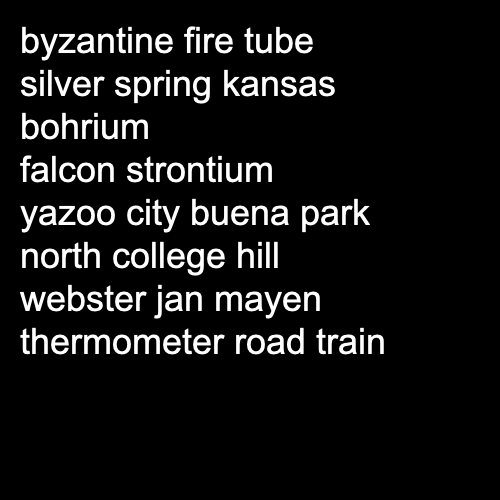 byzantine fire tube
silver spring kansas
bohrium
falcon strontium
yazoo city buena park
north college hill
webster jan mayen
thermometer road train